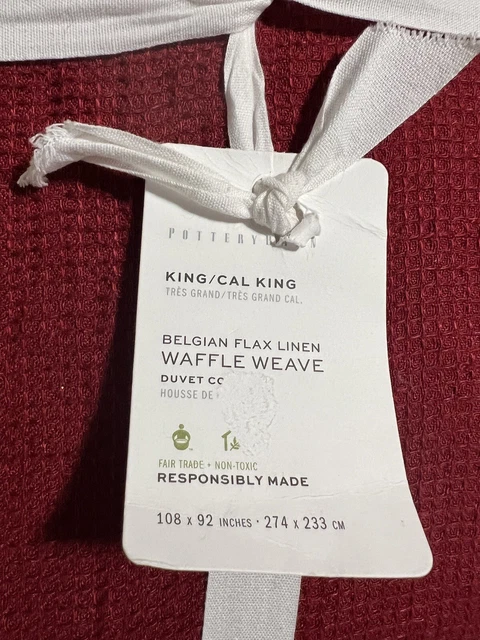 KING/CAL KING
TRÈS GRAND/TRÈS GRAND CAL.
BELGIAN FLAX LINEN
WAFFLE WEAVE
DUVET
HOUSSE DE
FAIR TRADE + NON-TOXIC
RESPONSIBLY MADE
108 x 92 INCHES · 274 x 233 CM